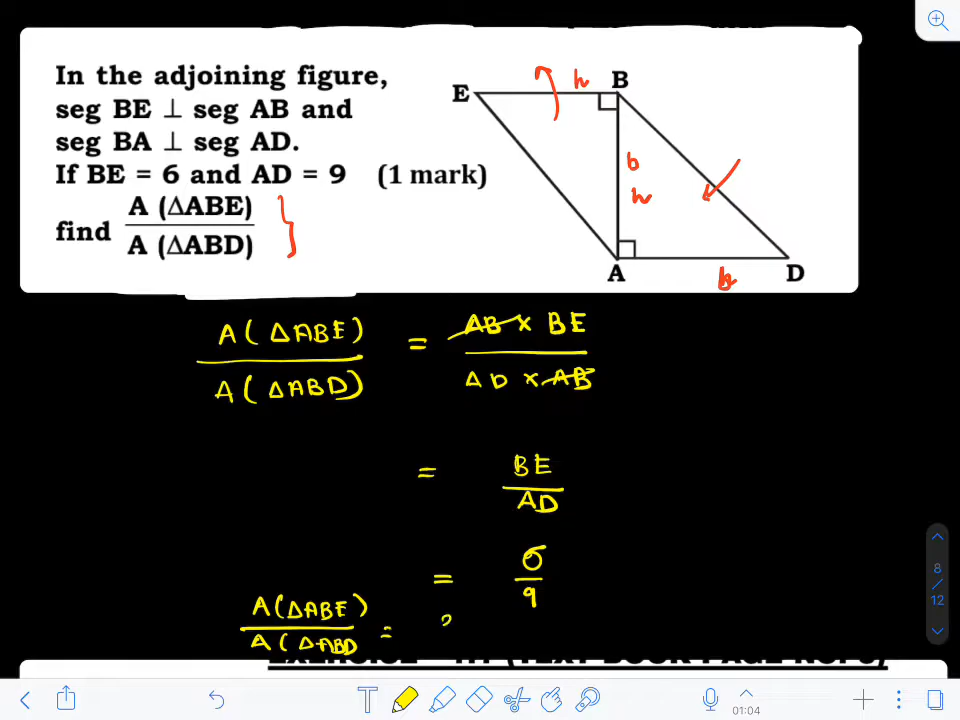 In the adjoining figure,
seg BE ⊥ seg AB and
seg BA ⊥ seg AD.
If BE = 6 and AD = 9 (1 mark)
find A (ΔABE) / A (ΔABD)
E h B
b
h
A b D
A( ΔABE) / A( ΔABD) = AB × BE / AD × AB
= BE / AD
= 6 / 9
A(ΔABE) / A(ΔABD =
8
/
12
T
01:04